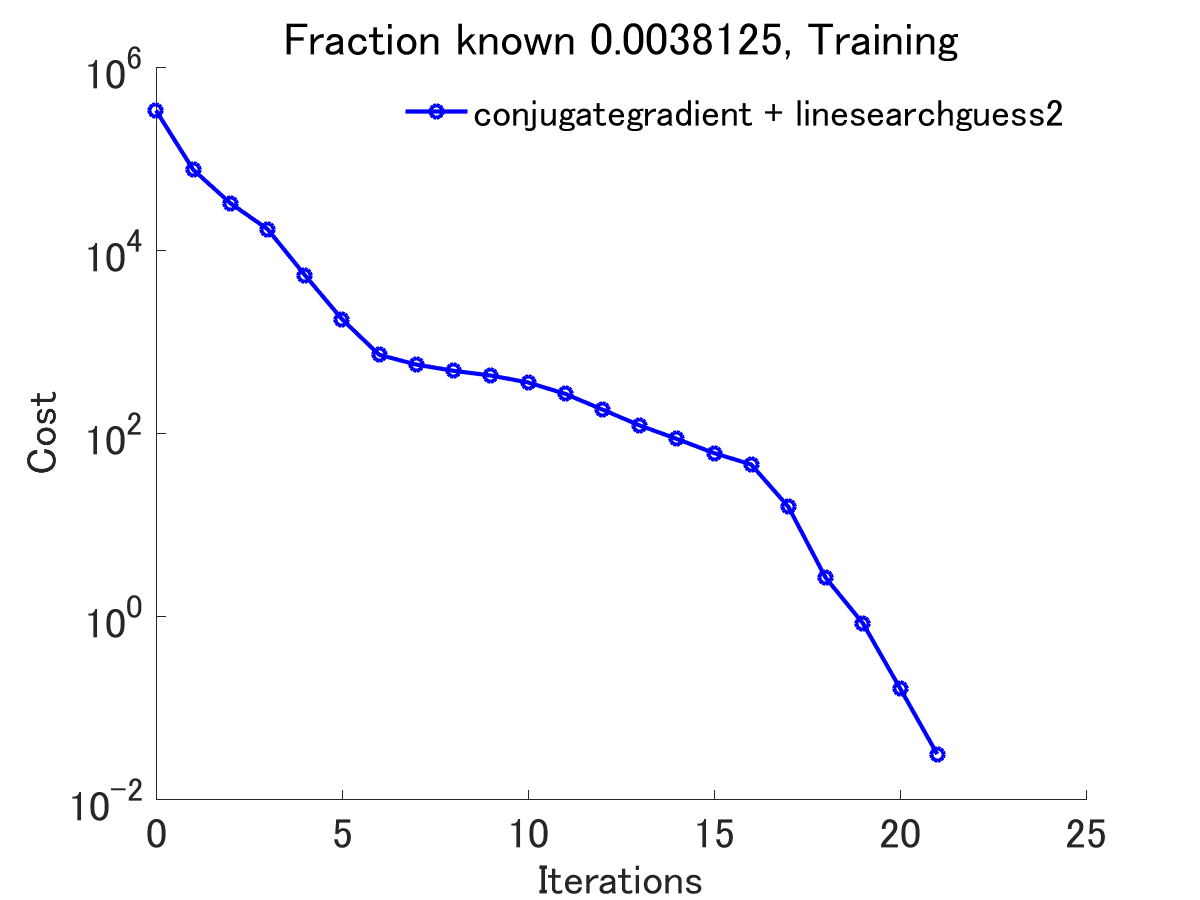 Fraction known 0.0038125, Training
conjugategradient + linesearchguess2
10^6
10^4
10^2
10^0
10^-2
Cost
0 5 10 15 20 25
Iterations